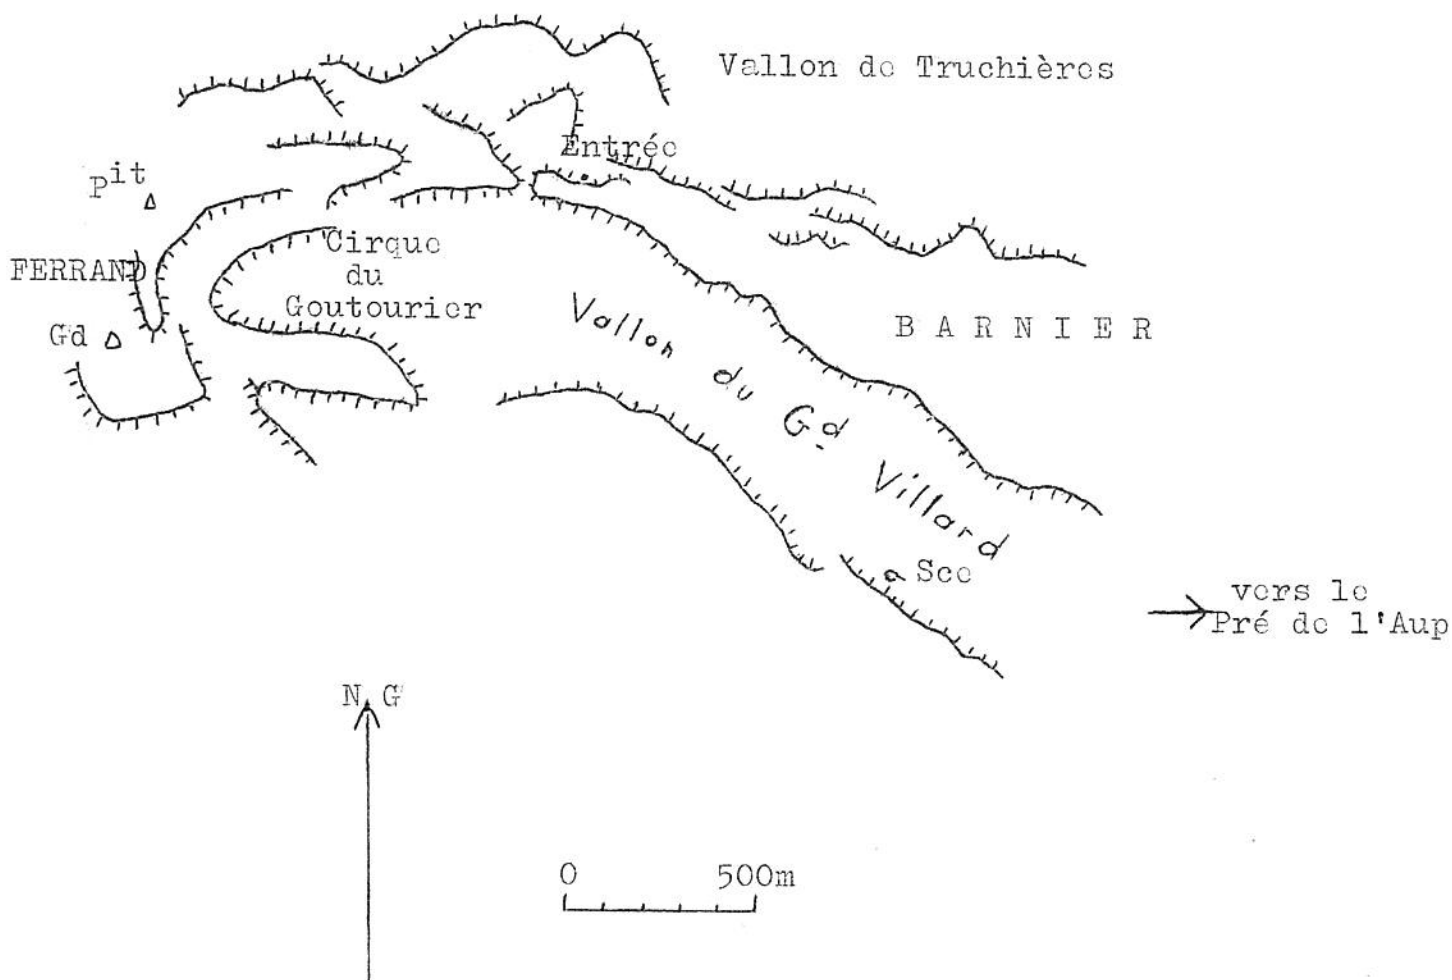 Vallon de Truchières
Entrée
Pit
FERRAND
Cirque
du
Goutourier
Gd
Vallon du Gd Villard
BARNIER
Sce
vers le
Pré de l'Aup
N G
0 500m